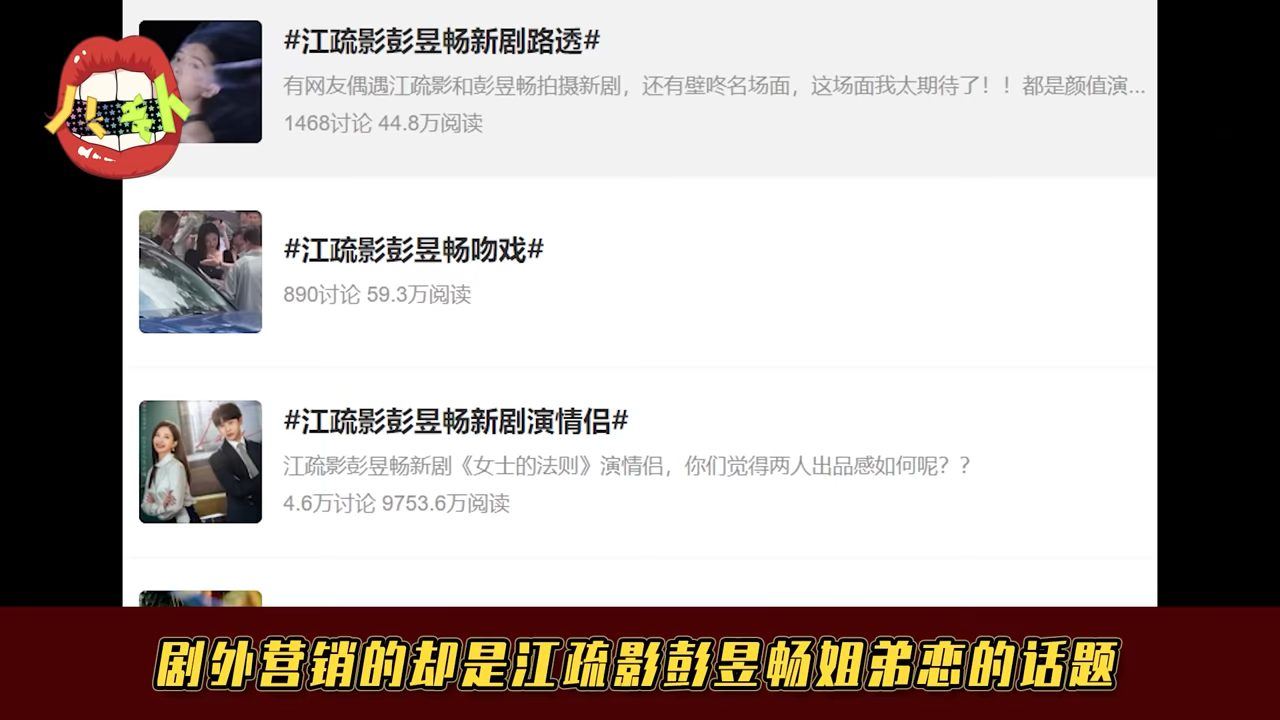 #江疏影彭昱畅新剧路透#
有网友偶遇江疏影和彭昱畅拍摄新剧，还有壁咚名场面，这场面我太期待了！！都是颜值演...
1468讨论 44.8万阅读
八卦
#江疏影彭昱畅吻戏#
890讨论 59.3万阅读
#江疏影彭昱畅新剧演情侣#
江疏影彭昱畅新剧《女士的法则》演情侣，你们觉得两人出品感如何呢？？
4.6万讨论 9753.6万阅读
剧外营销的却是江疏影彭昱畅姐弟恋的话题